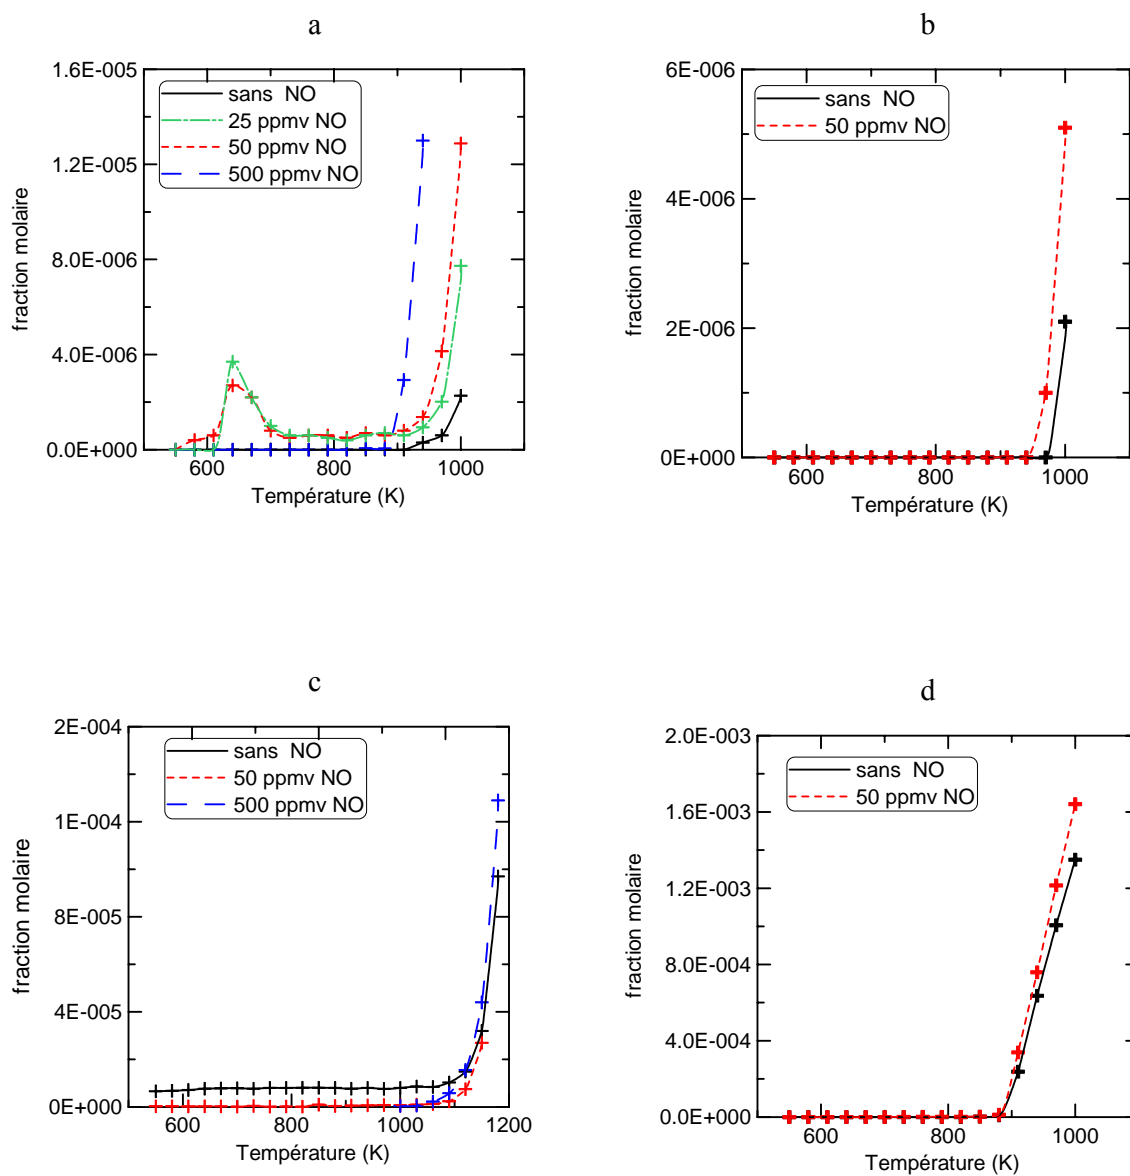 a
1.6E-005
1.2E-005
8.0E-006
4.0E-006
0.0E+000
fraction molaire
sans NO
25 ppmv NO
50 ppmv NO
500 ppmv NO
600
800
1000
Température (K)
b
6E-006
4E-006
2E-006
0E+000
fraction molaire
sans NO
50 ppmv NO
600
800
1000
Température (K)
c
2E-004
1E-004
8E-005
4E-005
0E+000
fraction molaire
sans NO
50 ppmv NO
500 ppmv NO
600
800
1000
1200
Température (K)
d
2.0E-003
1.6E-003
1.2E-003
8.0E-004
4.0E-004
0.0E+000
fraction molaire
sans NO
50 ppmv NO
600
800
1000
Température (K)